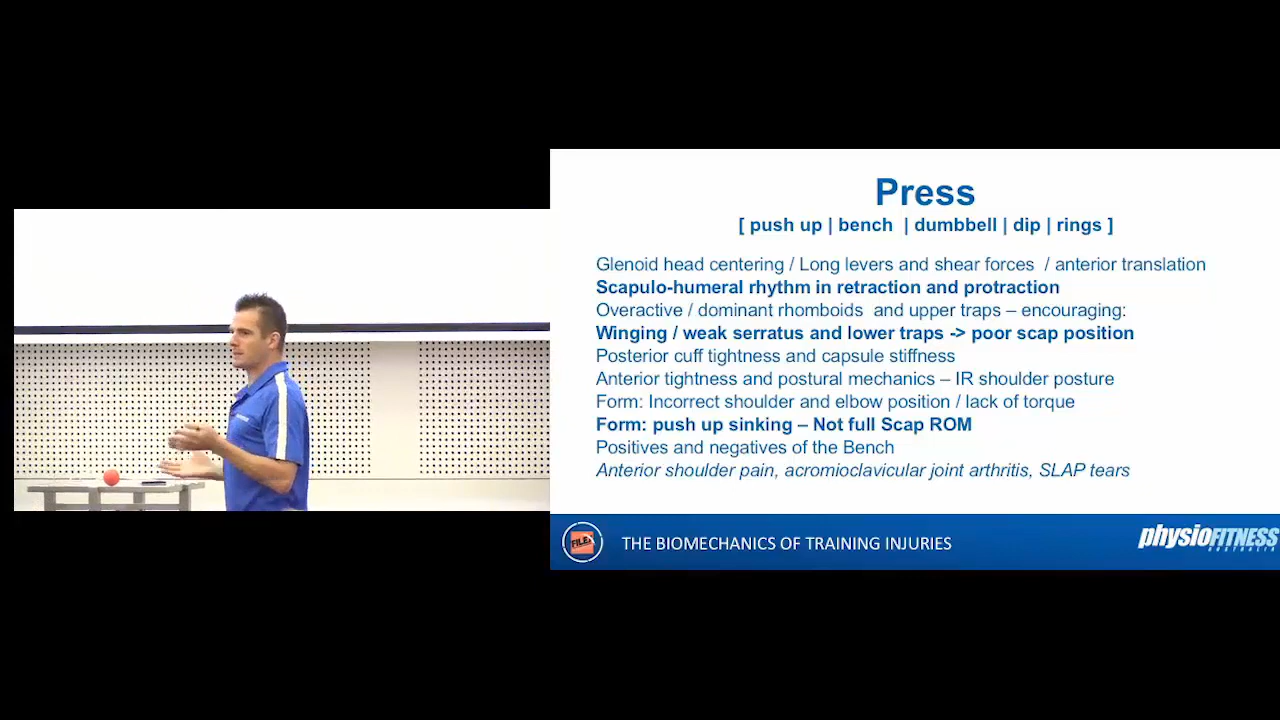 Press
[ push up | bench | dumbbell | dip | rings ]
Glenoid head centering / Long levers and shear forces / anterior translation
Scapulo-humeral rhythm in retraction and protraction
Overactive / dominant rhomboids and upper traps – encouraging:
Winging / weak serratus and lower traps -> poor scap position
Posterior cuff tightness and capsule stiffness
Anterior tightness and postural mechanics – IR shoulder posture
Form: Incorrect shoulder and elbow position / lack of torque
Form: push up sinking – Not full Scap ROM
Positives and negatives of the Bench
Anterior shoulder pain, acromioclavicular joint arthritis, SLAP tears
FILEX
THE BIOMECHANICS OF TRAINING INJURIES
physioFITNESS
AUSTRALIA